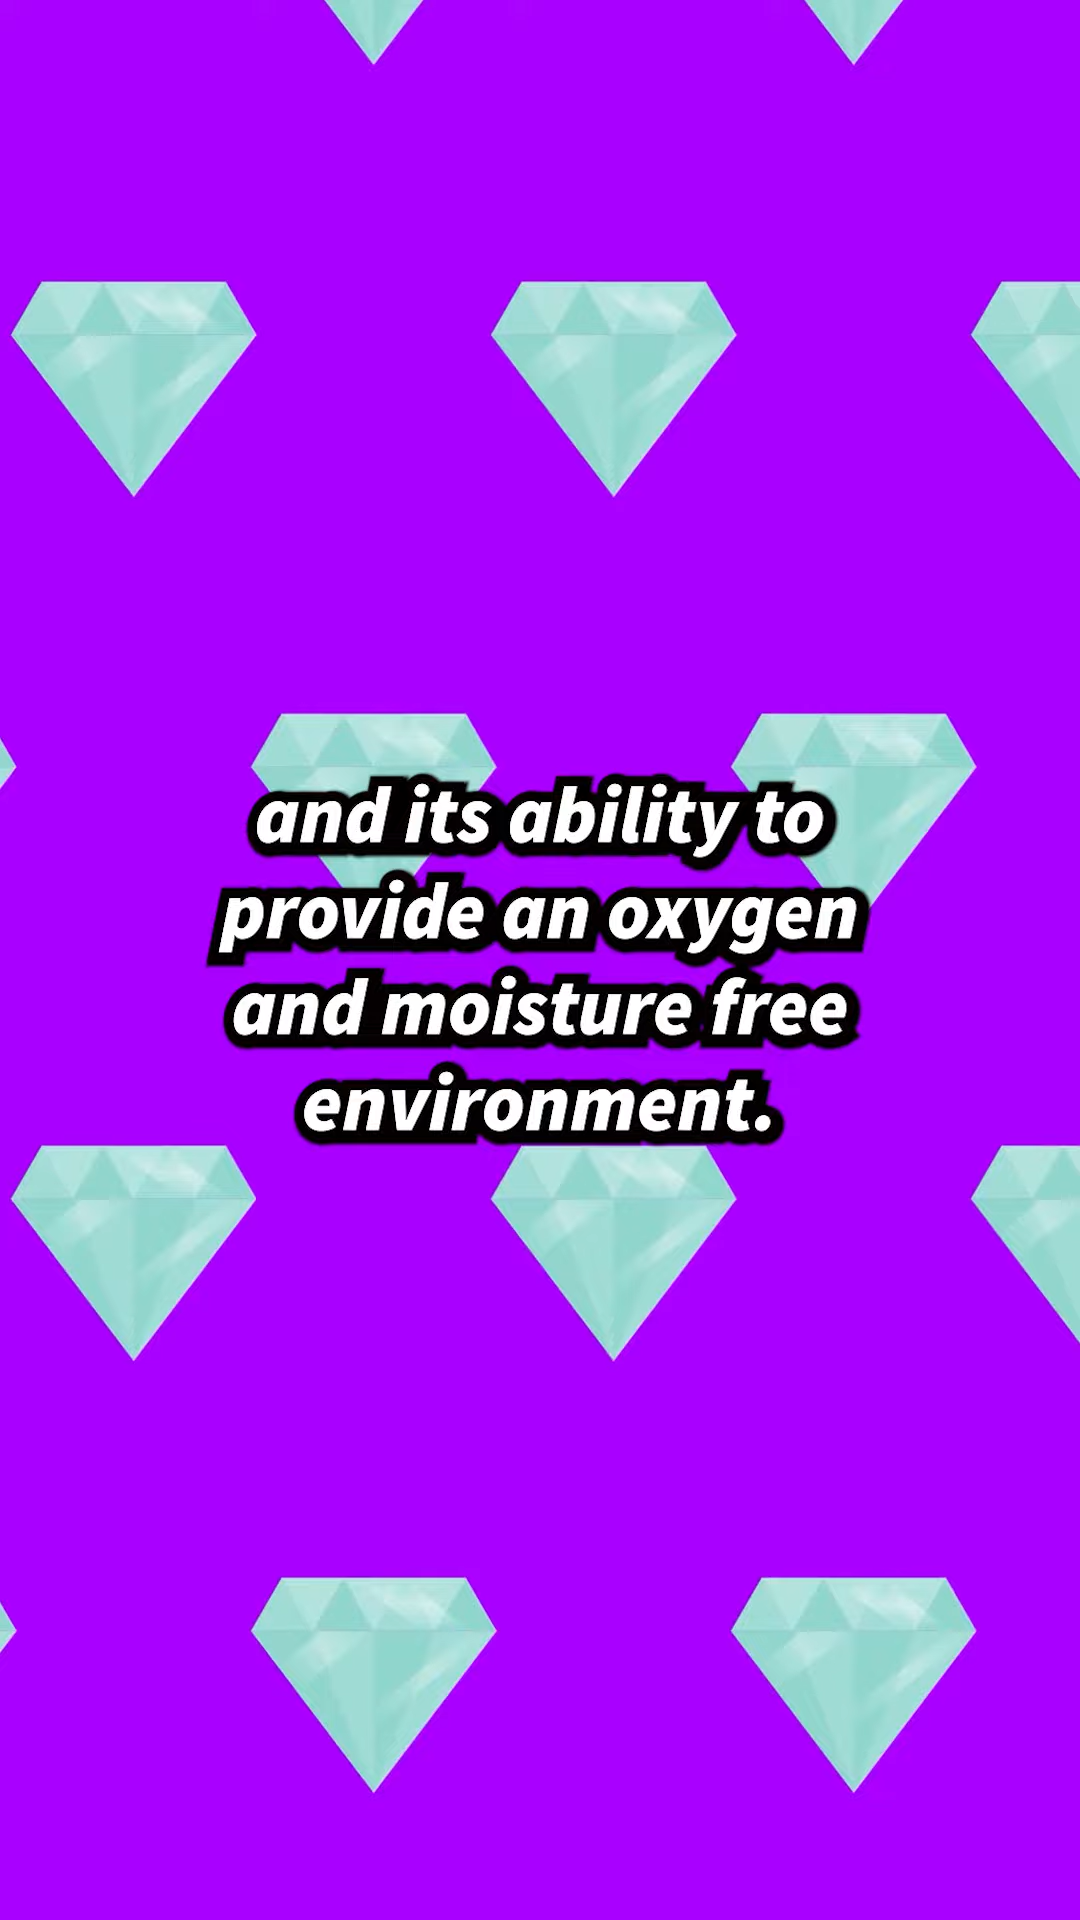 and its ability to
provide an oxygen
and moisture free
environment.